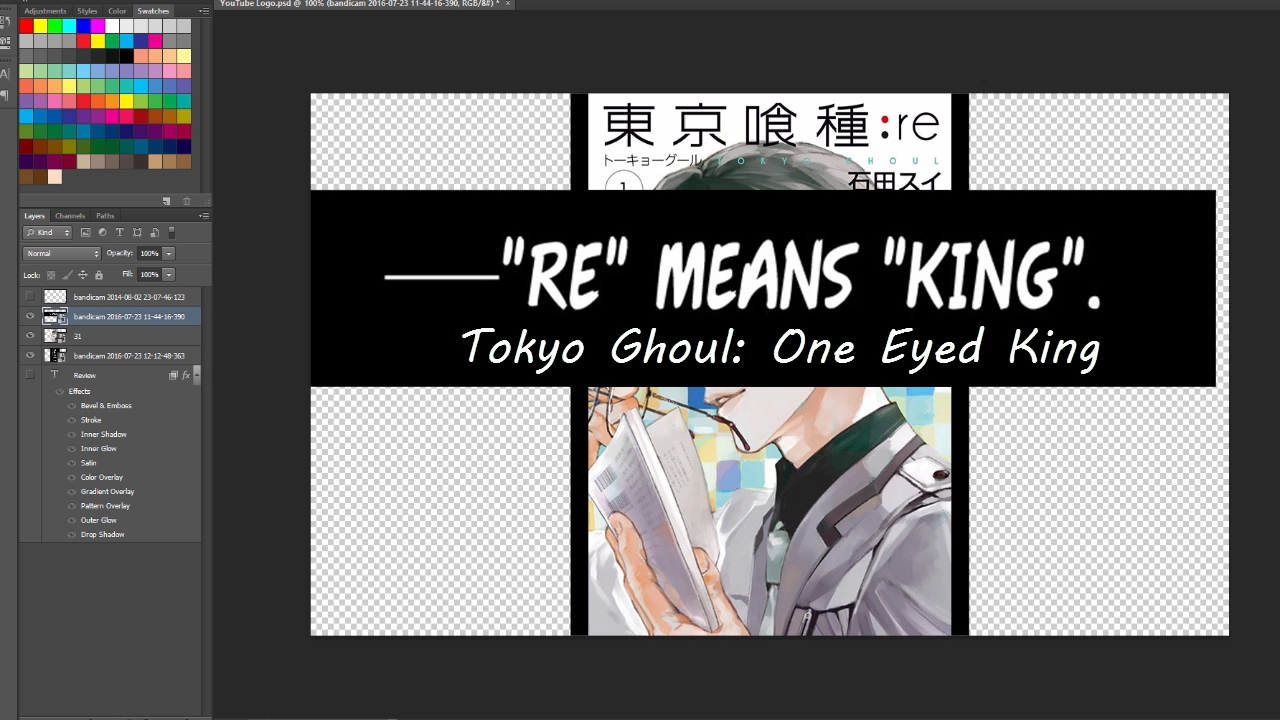 YouTube Logo.psd @ 100% (bandicam 2016-07-23 11-44-16-390, RGB/8#) * ×
Adjustments Styles Color Swatches
東京喰種:re
トーキョーグール TOKYO GHOUL
1
石田スイ
——"RE" MEANS "KING".
Tokyo Ghoul: One Eyed King
Layers Channels Paths
Kind
Normal Opacity: 100%
Lock: Fill: 100%
bandicam 2014-08-02 23-07-46-123
bandicam 2016-07-23 11-44-16-390
31
bandicam 2016-07-23 12-12-48-363
T Review fx
Effects
Bevel & Emboss
Stroke
Inner Shadow
Inner Glow
Satin
Color Overlay
Gradient Overlay
Pattern Overlay
Outer Glow
Drop Shadow